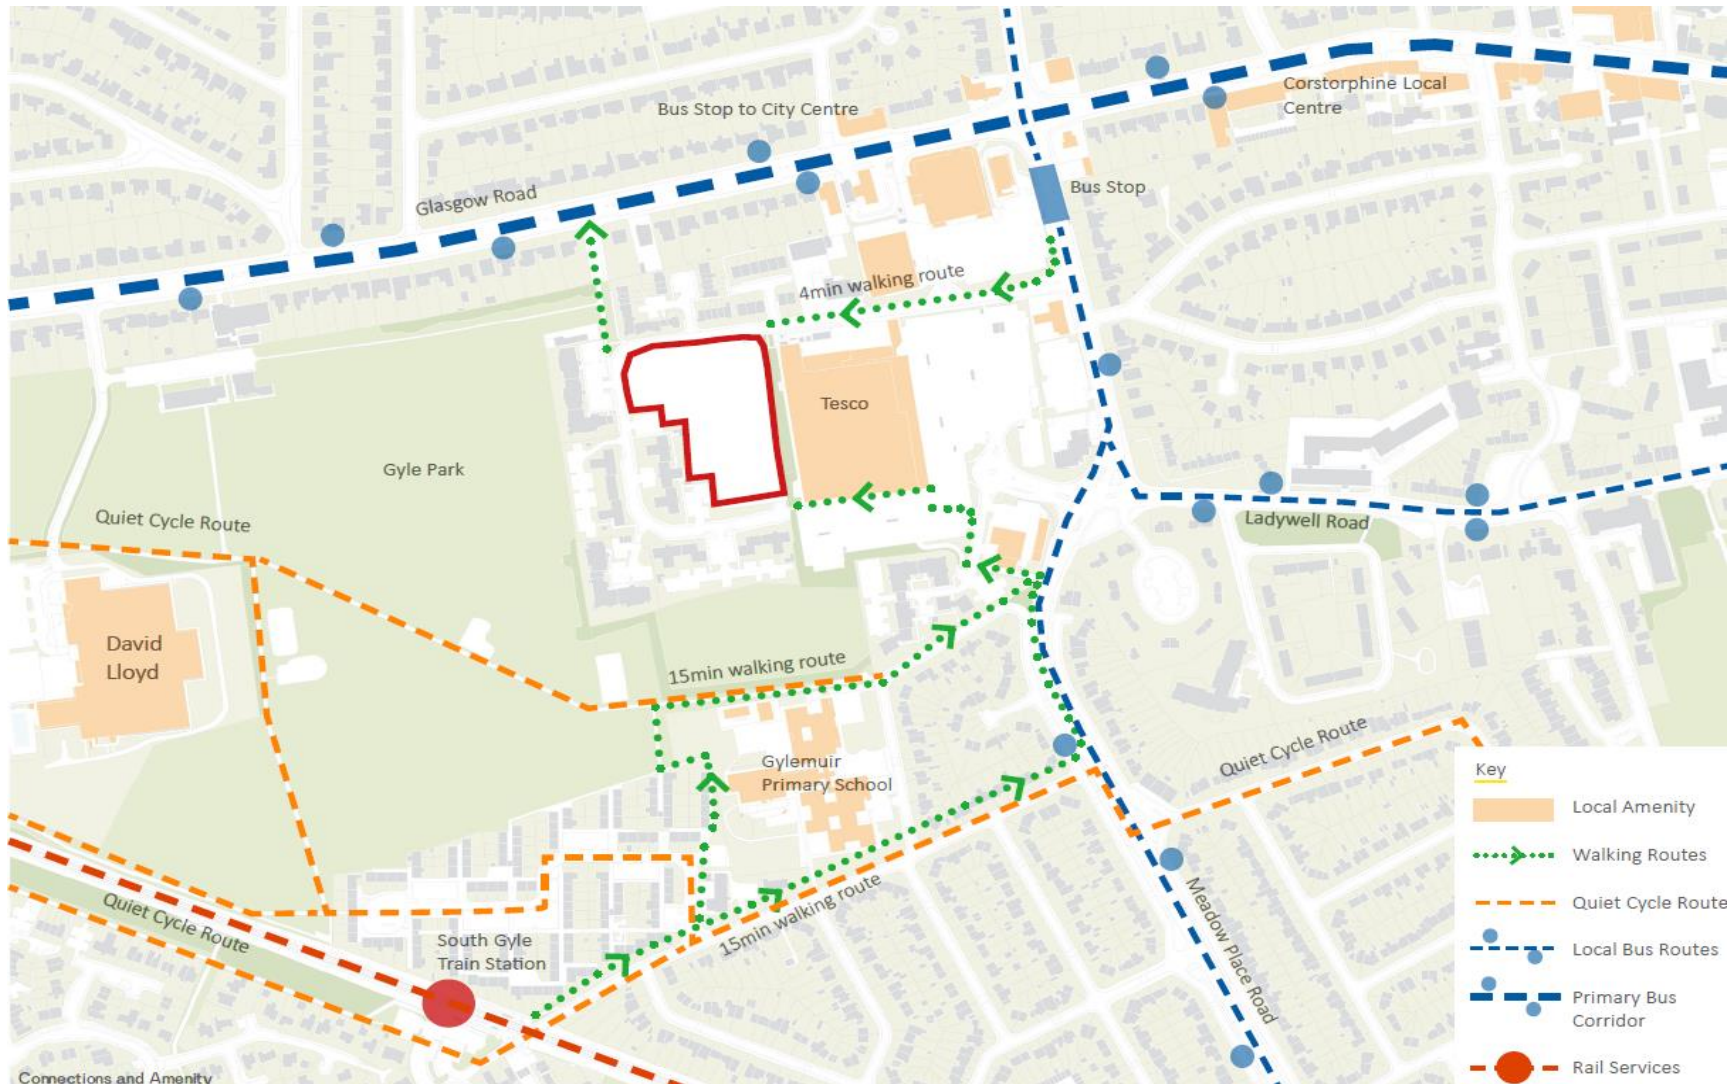 Corstorphine Local
Centre
Bus Stop to City Centre
Bus Stop
Glasgow Road
4min walking route
Tesco
Gyle Park
Quiet Cycle Route
Ladywell Road
David
Lloyd
15min walking route
Quiet Cycle Route
Gylemuir
Primary School
15min walking route
Meadow Place Road
Quiet Cycle Route
South Gyle
Train Station
Key
Local Amenity
Walking Routes
Quiet Cycle Route
Local Bus Routes
Primary Bus
Corridor
Rail Services
Connections and Amenity